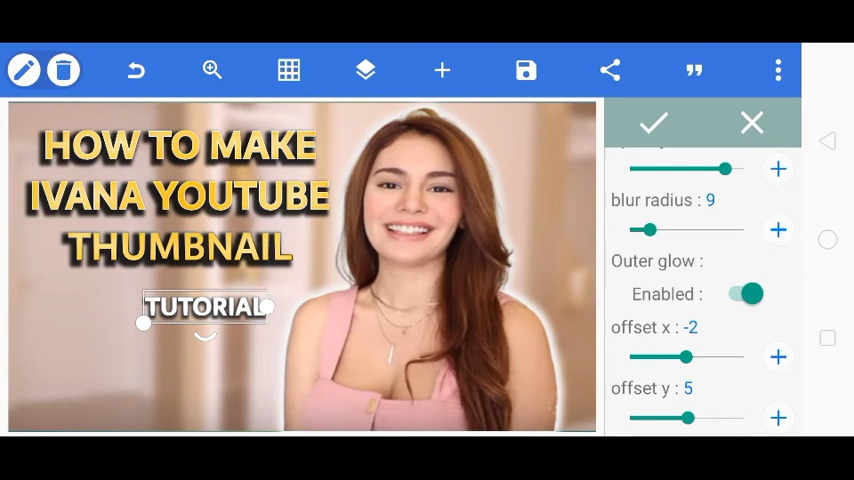 HOW TO MAKE
IVANA YOUTUBE
THUMBNAIL
TUTORIAL
blur radius : 9
Outer glow :
Enabled :
offset x : -2
offset y : 5